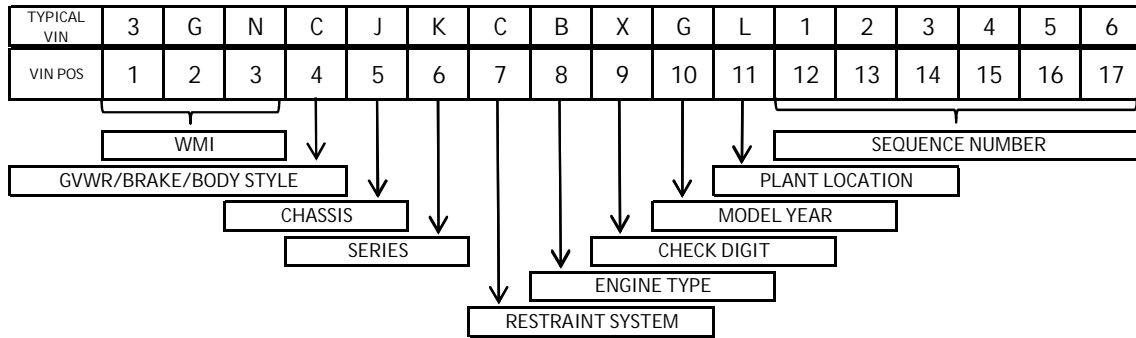 TYPICAL VIN 3 G N C J K C B X G L 1 2 3 4 5 6
VIN POS 1 2 3 4 5 6 7 8 9 10 11 12 13 14 15 16 17
WMI SEQUENCE NUMBER
GVWR/BRAKE/BODY STYLE PLANT LOCATION
CHASSIS MODEL YEAR
SERIES CHECK DIGIT
ENGINE TYPE
RESTRAINT SYSTEM